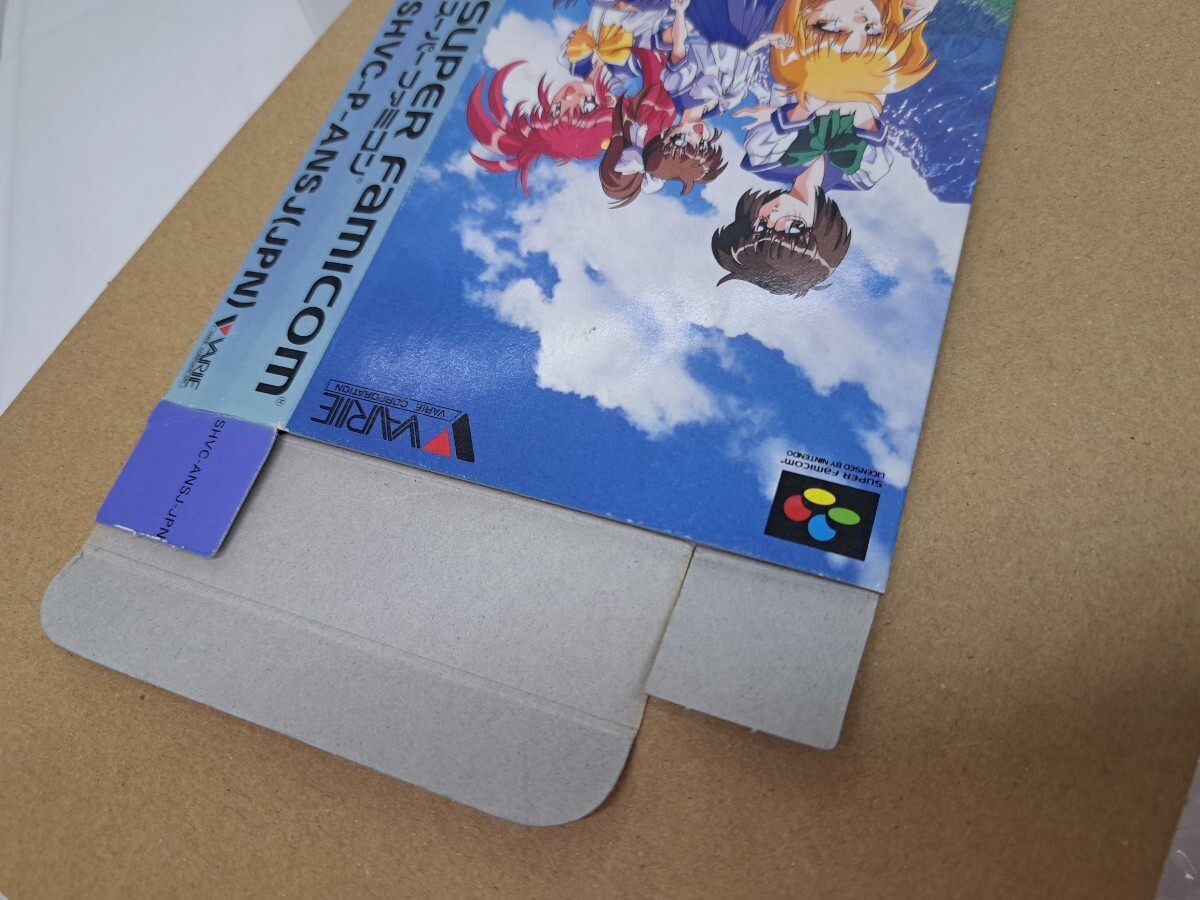 SUPER FAMICOM®
スーパーファミコン®
SHVC-P-ANSJ(JPN)
VARIE
VARIE
VARIE CORPORATION
SUPER FAMICOM®
LICENSED BY NINTENDO
SHVC-ANSJ-JPN